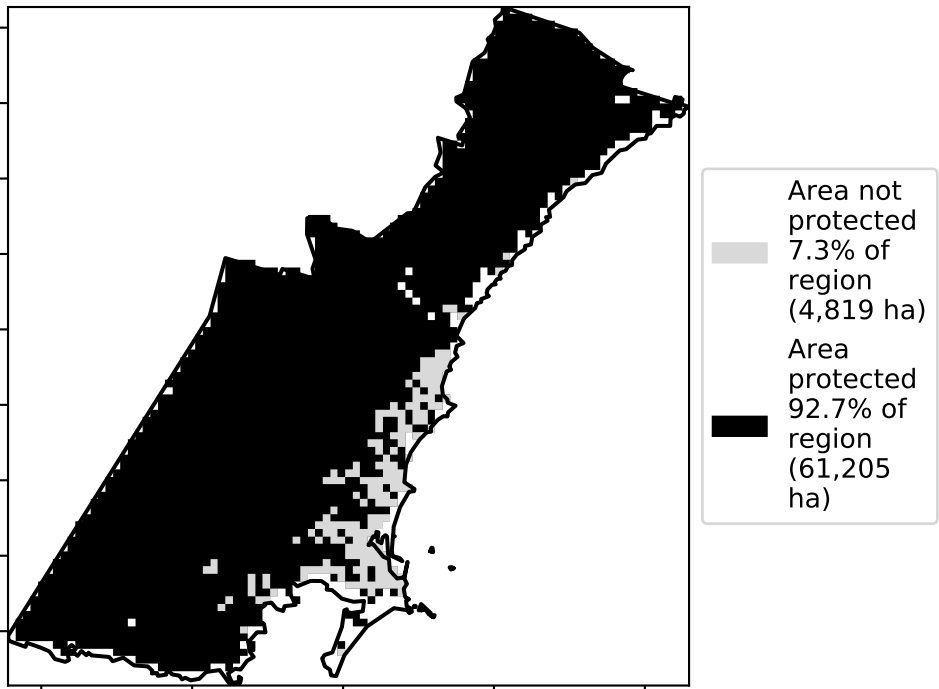 Area not
protected
7.3% of
region
(4,819 ha)
Area
protected
92.7% of
region
(61,205
ha)